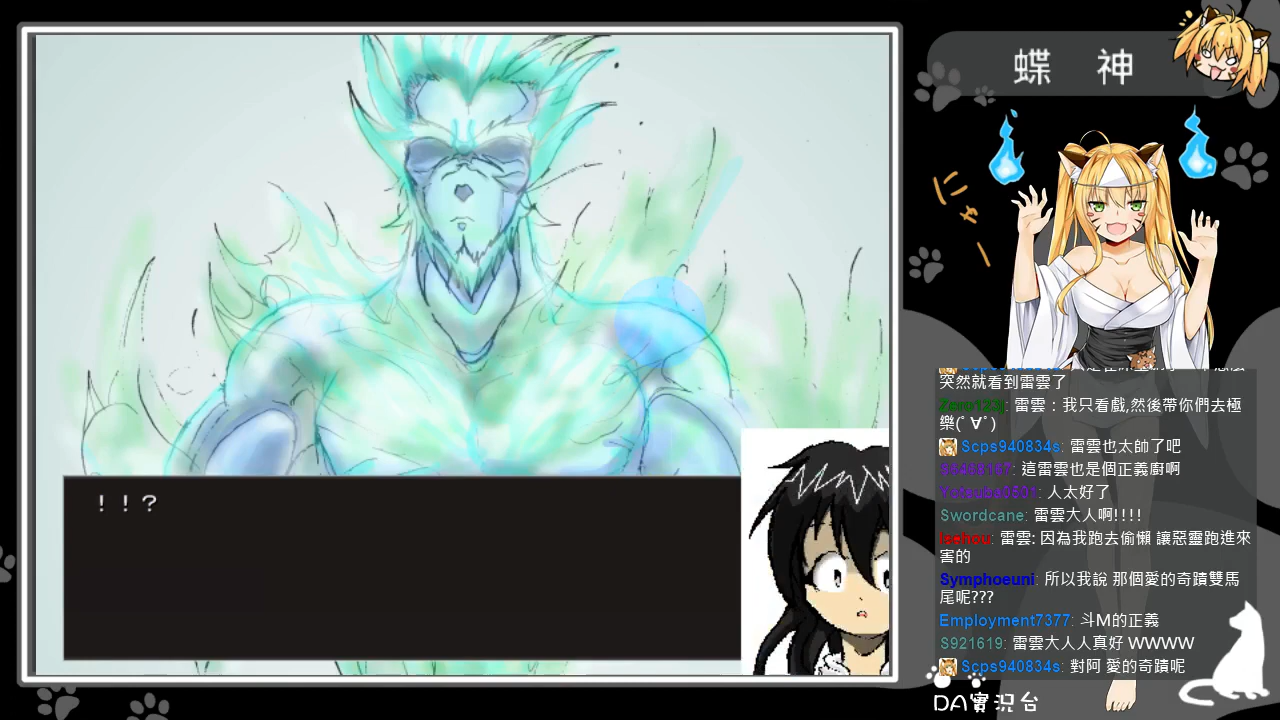 蝶 神
にゃー
！！？
突然就看到雷雲了
雷雲：我只看戲,然後帶你們去極
樂(ﾟ∀ﾟ)
Scps940834s: 雷雲也太帥了吧
這雷雲也是個正義廚啊
人太好了
Swordcane: 雷雲大人啊!!!!
Isehou: 雷雲: 因為我跑去偷懶 讓惡靈跑進來
害的
Symphoeuni: 所以我說 那個愛的奇蹟雙馬
尾呢???
Employment7377: 斗M的正義
S921619: 雷雲大人人真好 WWWW
Scps940834s: 對阿 愛的奇蹟呢
DA實況台